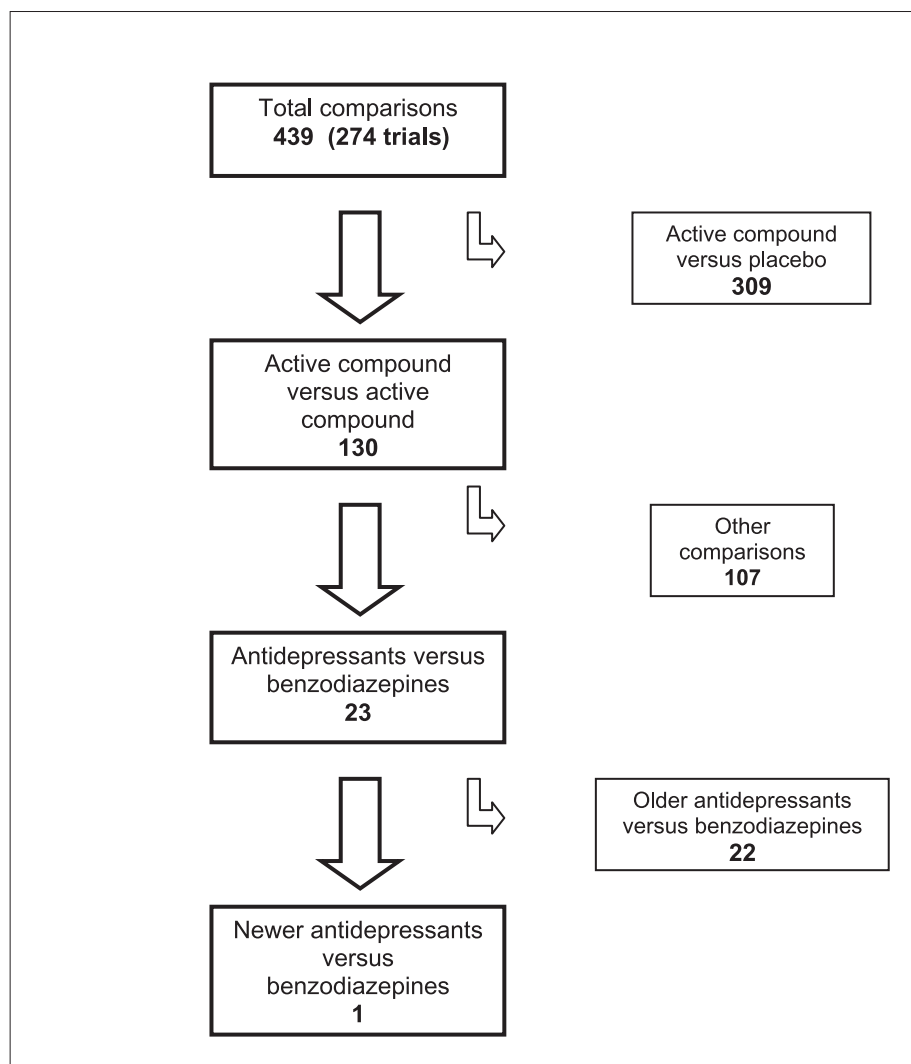 Total comparisons
439 (274 trials)
Active compound
versus placebo
309
Active compound
versus active
compound
130
Other
comparisons
107
Antidepressants versus
benzodiazepines
23
Older antidepressants
versus benzodiazepines
22
Newer antidepressants
versus
benzodiazepines
1